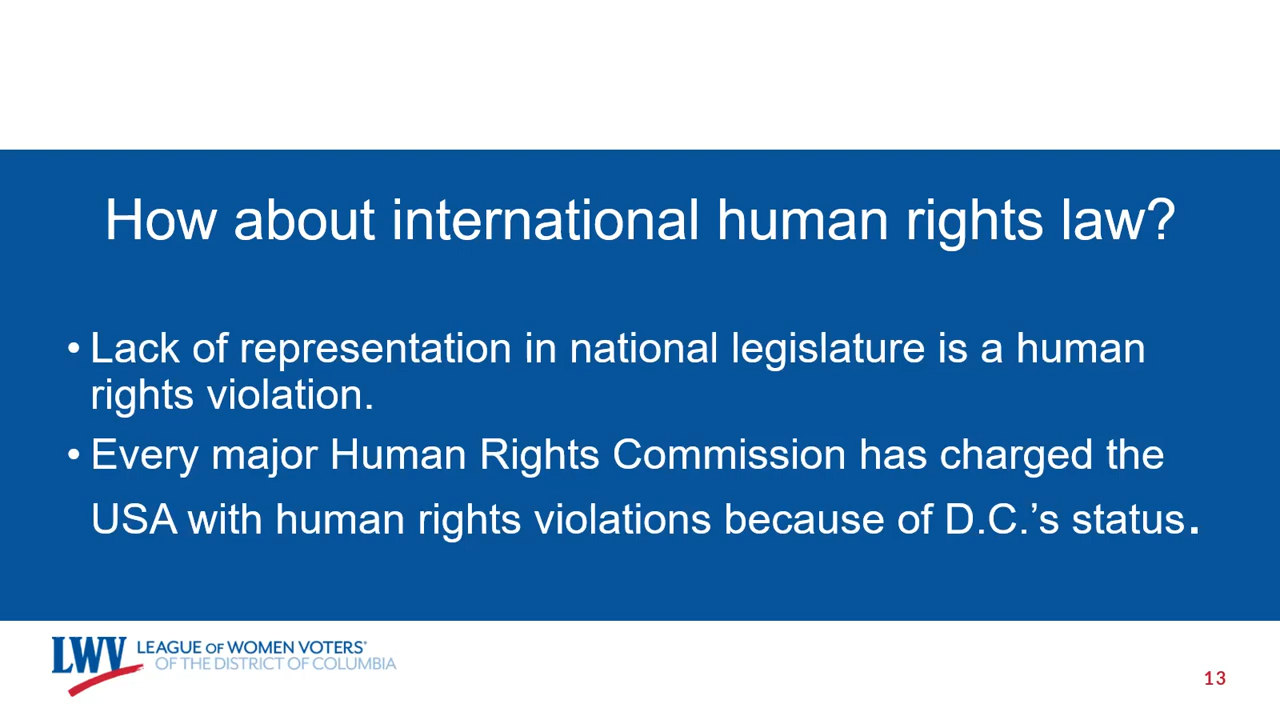 How about international human rights law?
• Lack of representation in national legislature is a human
rights violation.
• Every major Human Rights Commission has charged the
USA with human rights violations because of D.C.’s status.
LWV LEAGUE OF WOMEN VOTERS®
OF THE DISTRICT OF COLUMBIA
13